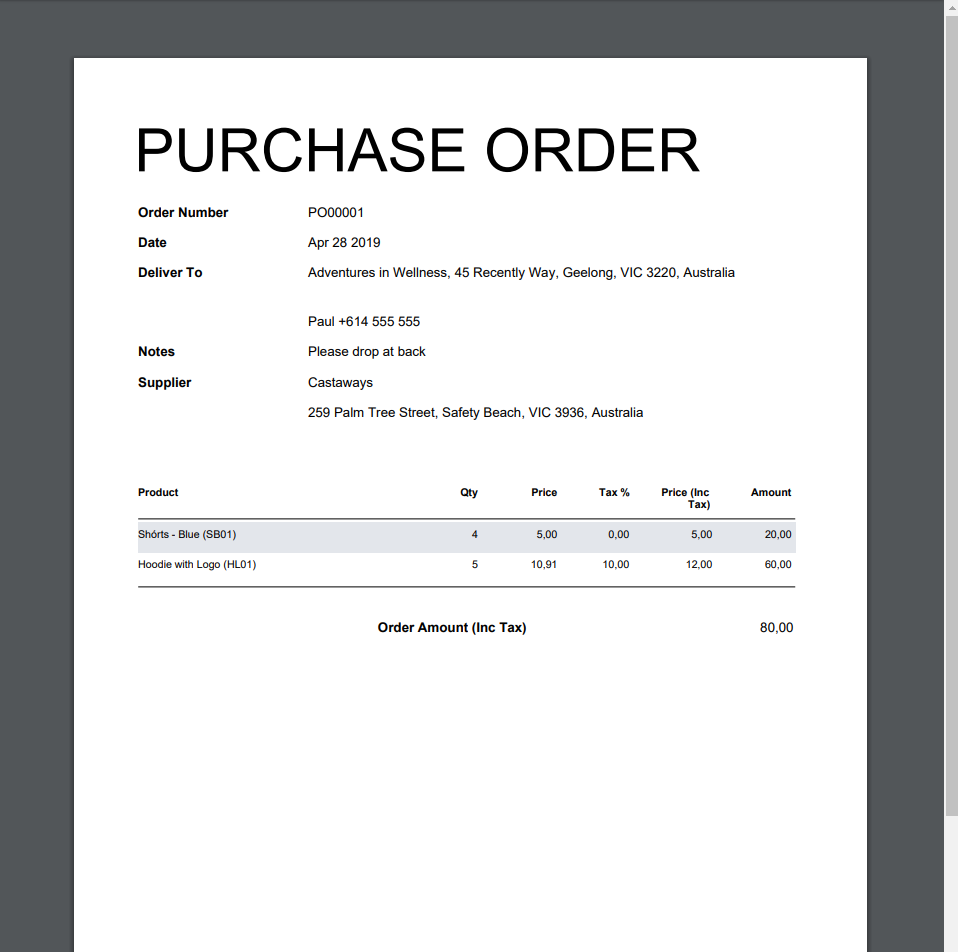 PURCHASE ORDER
Order Number PO00001
Date Apr 28 2019
Deliver To Adventures in Wellness, 45 Recently Way, Geelong, VIC 3220, Australia
Paul +614 555 555
Notes Please drop at back
Supplier Castaways
259 Palm Tree Street, Safety Beach, VIC 3936, Australia
Product Qty Price Tax % Price (Inc Amount
Tax)
Shórts - Blue (SB01) 4 5,00 0,00 5,00 20,00
Hoodie with Logo (HL01) 5 10,91 10,00 12,00 60,00
Order Amount (Inc Tax) 80,00